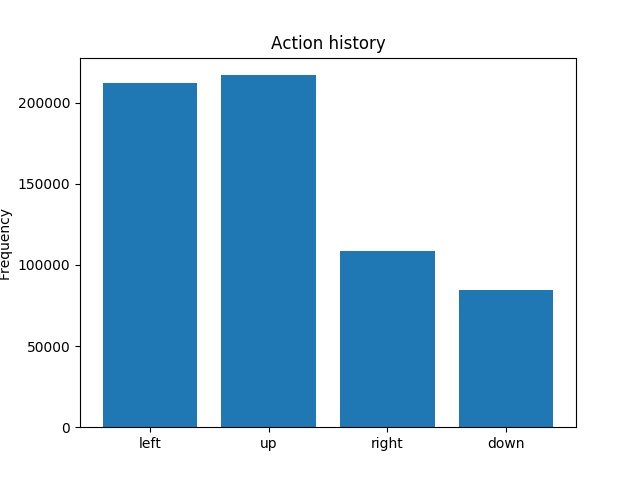 Action history
Frequency
200000
150000
100000
50000
0
left
up
right
down